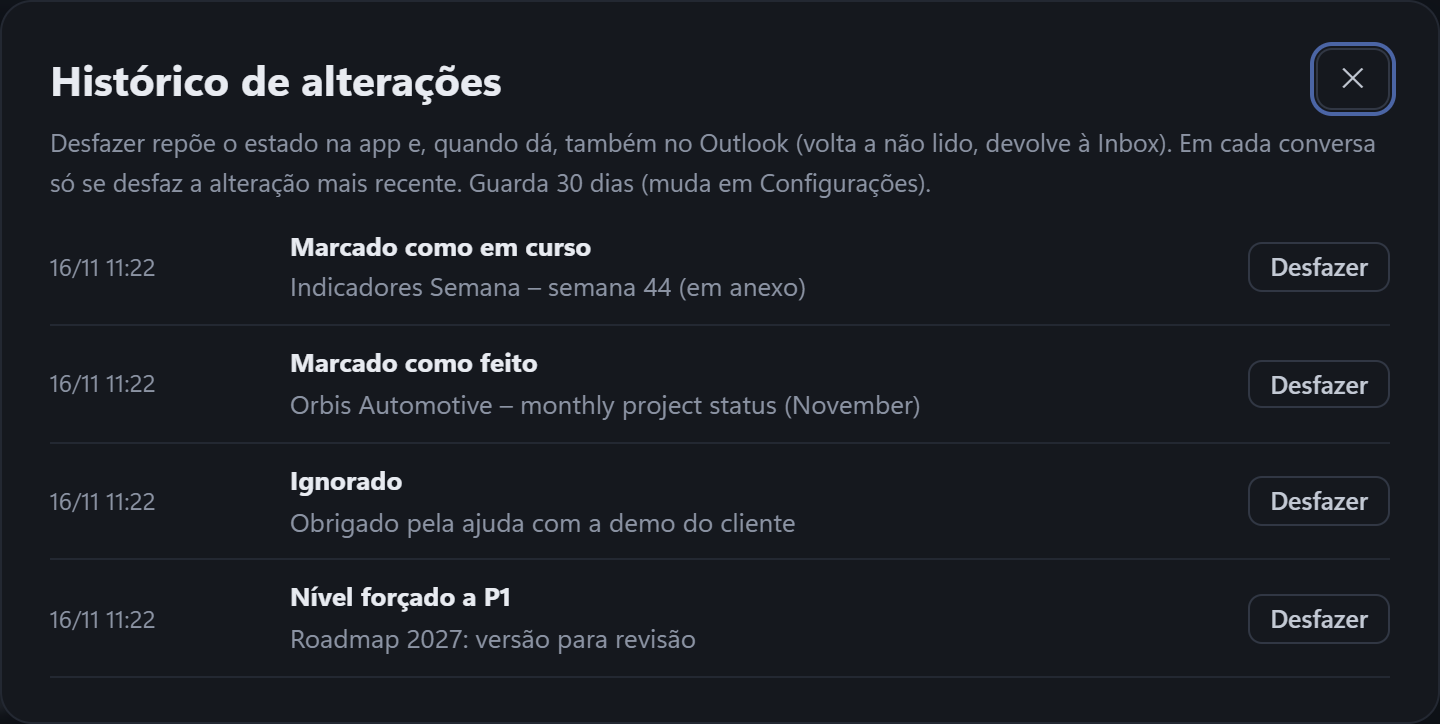 Histórico de alterações
Desfazer repõe o estado na app e, quando dá, também no Outlook (volta a não lido, devolve à Inbox). Em cada conversa
só se desfaz a alteração mais recente. Guarda 30 dias (muda em Configurações).
16/11 11:22
Marcado como em curso
Indicadores Semana – semana 44 (em anexo)
Desfazer
16/11 11:22
Marcado como feito
Orbis Automotive – monthly project status (November)
Desfazer
16/11 11:22
Ignorado
Obrigado pela ajuda com a demo do cliente
Desfazer
16/11 11:22
Nível forçado a P1
Roadmap 2027: versão para revisão
Desfazer